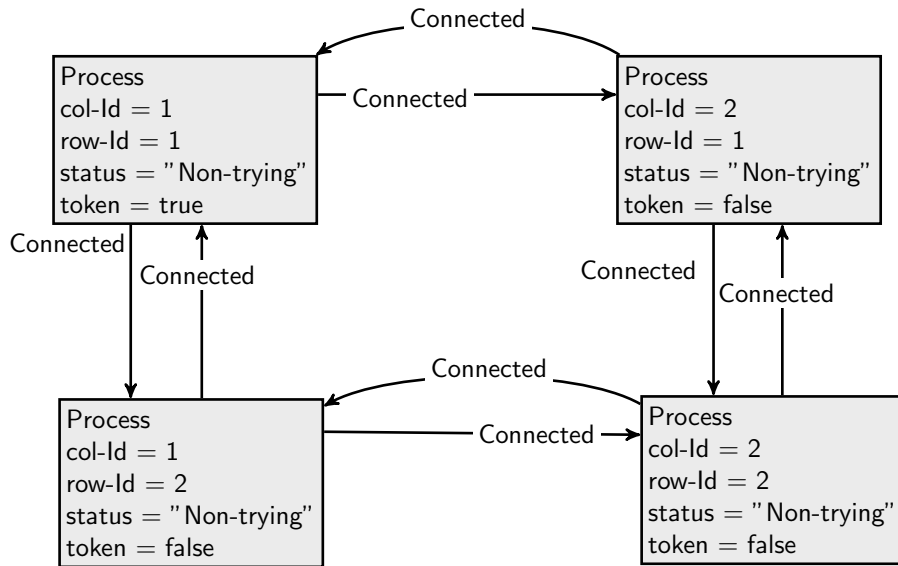 Connected
Process
col-Id = 1
row-Id = 1
status = "Non-trying"
token = true
Connected
Process
col-Id = 2
row-Id = 1
status = "Non-trying"
token = false
Connected
Connected
Connected
Connected
Connected
Process
col-Id = 1
row-Id = 2
status = "Non-trying"
token = false
Connected
Process
col-Id = 2
row-Id = 2
status = "Non-trying"
token = false